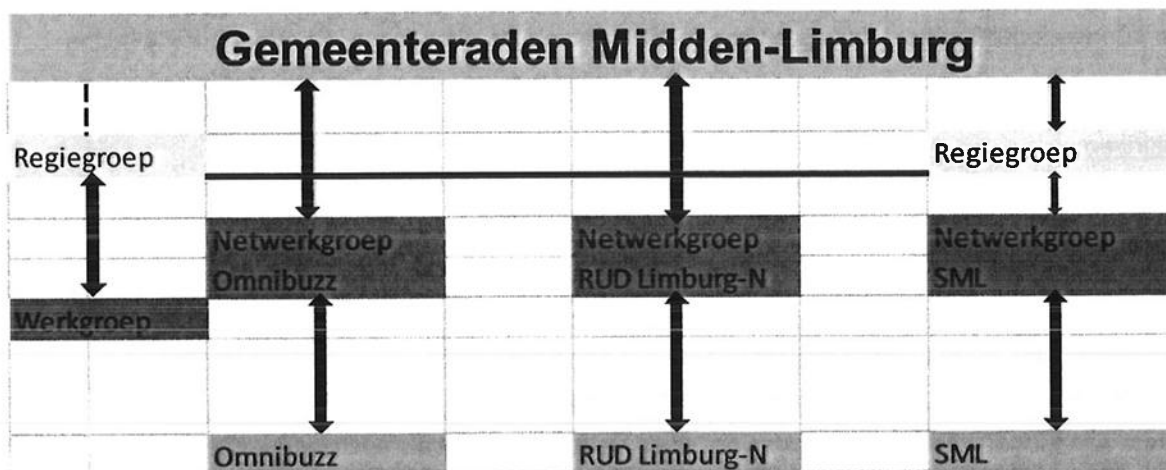 Gemeenteraden Midden-Limburg
Regiegroep
Regiegroep
Netwerkgroep
Omnibuzz
Netwerkgroep
RUD Limburg-N
Netwerkgroep
SML
Werkgroep
Omnibuzz
RUD Limburg-N
SML